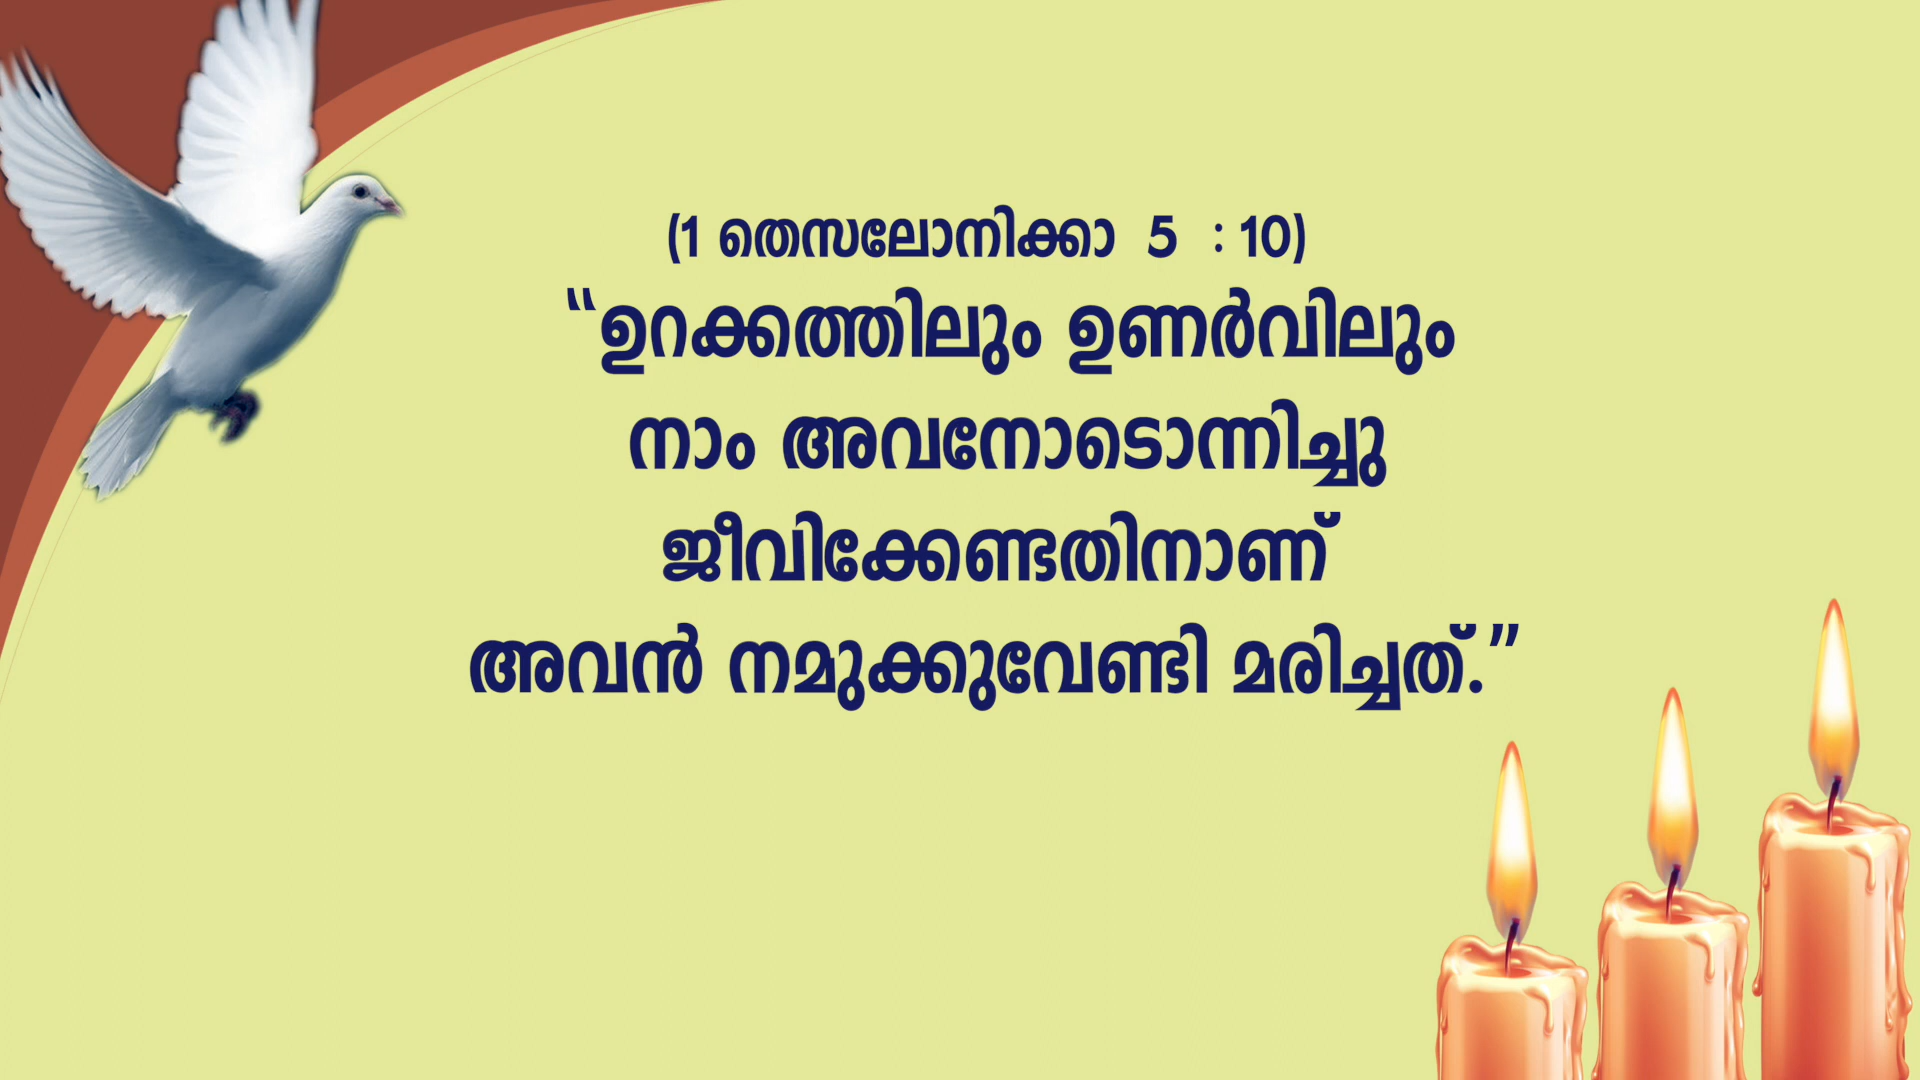 (1 തെസലോനിക്കാ 5 : 10)
“ഉറക്കത്തിലും ഉണർവിലും
നാം അവനോടൊന്നിച്ചു
ജീവിക്കേണ്ടതിനാണ്
അവൻ നമുക്കുവേണ്ടി മരിച്ചത്.”